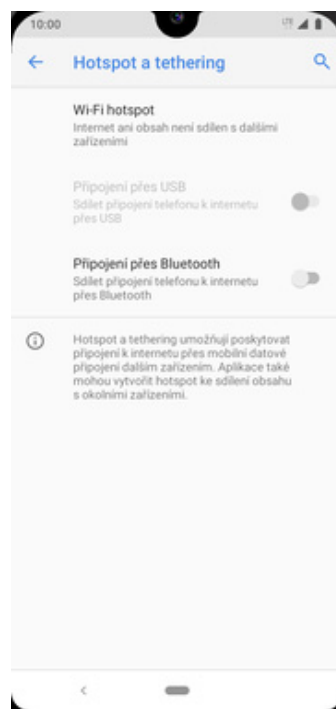 10:00
LTE
Hotspot a tethering
Wi-Fi hotspot
Internet ani obsah není sdílen s dalšími
zařízeními
Připojení přes USB
Sdílet připojení telefonu k internetu
přes USB
Připojení přes Bluetooth
Sdílet připojení telefonu k internetu
přes Bluetooth
Hotspot a tethering umožňují poskytovat
připojení k internetu přes mobilní datové
připojení dalším zařízením. Aplikace také
mohou vytvořit hotspot ke sdílení obsahu
s okolními zařízeními.